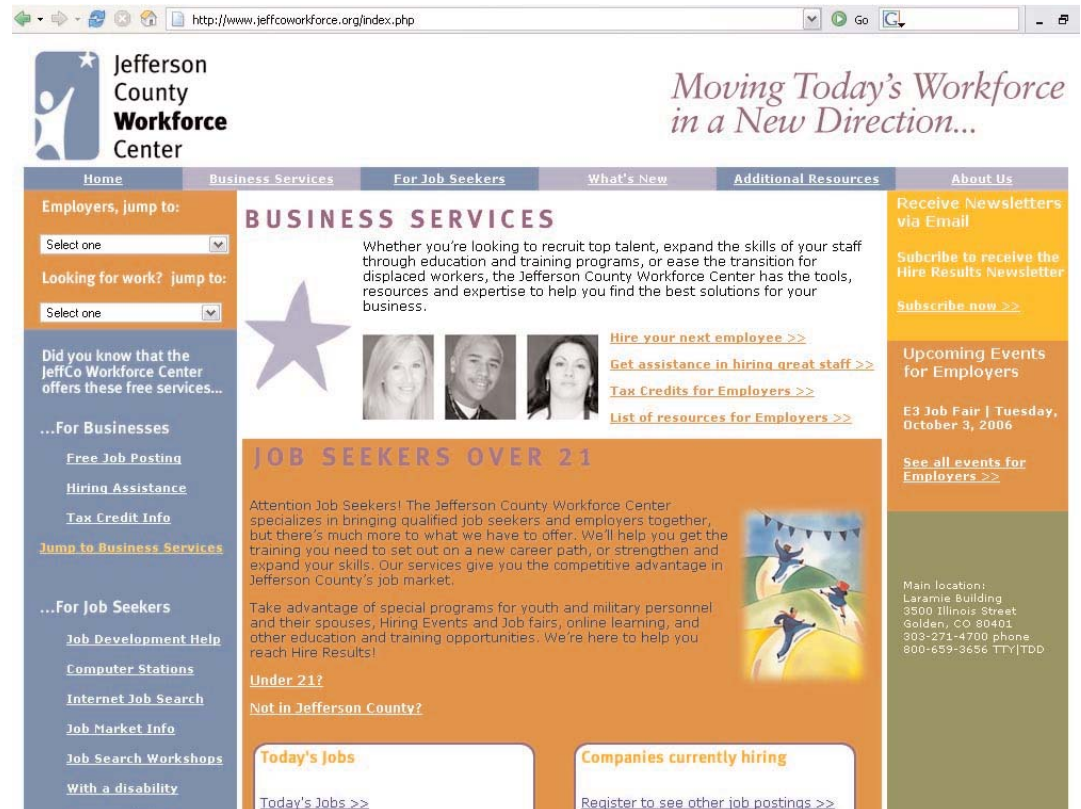 http://www.jeffcoworkforce.org/index.php
Go
Jefferson
County
Workforce
Center
Moving Today's Workforce
in a New Direction...
Home
Business Services
For Job Seekers
What's New
Additional Resources
About Us
Employers, jump to:
Select one
Looking for work? jump to:
Select one
Did you know that the
JeffCo Workforce Center
offers these free services...
...For Businesses
Free Job Posting
Hiring Assistance
Tax Credit Info
Jump to Business Services
...For Job Seekers
Job Development Help
Computer Stations
Internet Job Search
Job Market Info
Job Search Workshops
With a disability
BUSINESS SERVICES
Whether you're looking to recruit top talent, expand the skills of your staff
through education and training programs, or ease the transition for
displaced workers, the Jefferson County Workforce Center has the tools,
resources and expertise to help you find the best solutions for your
business.
Hire your next employee >>
Get assistance in hiring great staff >>
Tax Credits for Employers >>
List of resources for Employers >>
JOB SEEKERS OVER 21
Attention Job Seekers! The Jefferson County Workforce Center
specializes in bringing qualified job seekers and employers together,
but there's much more to what we have to offer. We'll help you get the
training you need to set out on a new career path, or strengthen and
expand your skills. Our services give you the competitive advantage in
Jefferson County's job market.
Take advantage of special programs for youth and military personnel
and their spouses, Hiring Events and Job fairs, online learning, and
other education and training opportunities. We're here to help you
reach Hire Results!
Under 21?
Not in Jefferson County?
Today's Jobs
Today's Jobs >>
Companies currently hiring
Register to see other job postings >>
Receive Newsletters
via Email
Subcribe to receive the
Hire Results Newsletter
Subscribe now >>
Upcoming Events
for Employers
E3 Job Fair | Tuesday,
October 3, 2006
See all events for
Employers >>
Main location:
Laramie Building
3500 Illinois Street
Golden, CO 80401
303-271-4700 phone
800-659-3656 TTY|TDD